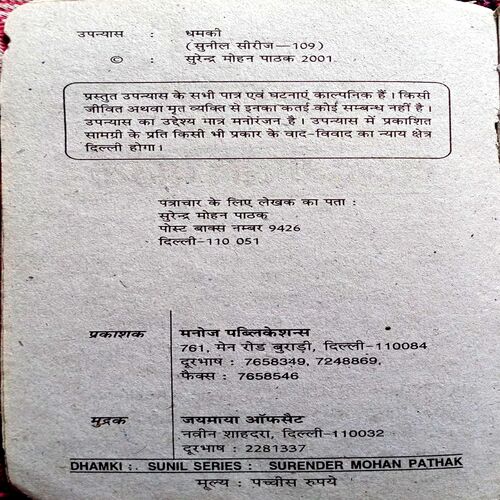 उपन्यास : धमकी
(सुनील सीरीज—109)
© : सुरेन्द्र मोहन पाठक 2001.
प्रस्तुत उपन्यास के सभी पात्र एवं घटनाएं काल्पनिक हैं। किसी
जीवित अथवा मृत व्यक्ति से इनका कतई कोई सम्बन्ध नहीं है।
उपन्यास का उद्देश्य मात्र मनोरंजन है। उपन्यास में प्रकाशित
सामग्री के प्रति किसी भी प्रकार के वाद-विवाद का न्याय क्षेत्र
दिल्ली होगा।
पत्राचार के लिए लेखक का पता :
सुरेन्द्र मोहन पाठक
पोस्ट बाक्स नम्बर 9426
दिल्ली-110 051
प्रकाशक मनोज पब्लिकेशन्स
761, मेन रोड बुराड़ी, दिल्ली-110084
दूरभाष : 7658349, 7248869,
फैक्स : 7658546
मुद्रक जयमाया ऑफसैट
नवीन शाहदरा, दिल्ली-110032
दूरभाष : 2281337
DHAMKI :. SUNIL SERIES : SURENDER MOHAN PATHAK
मूल्य : पच्चीस रुपये